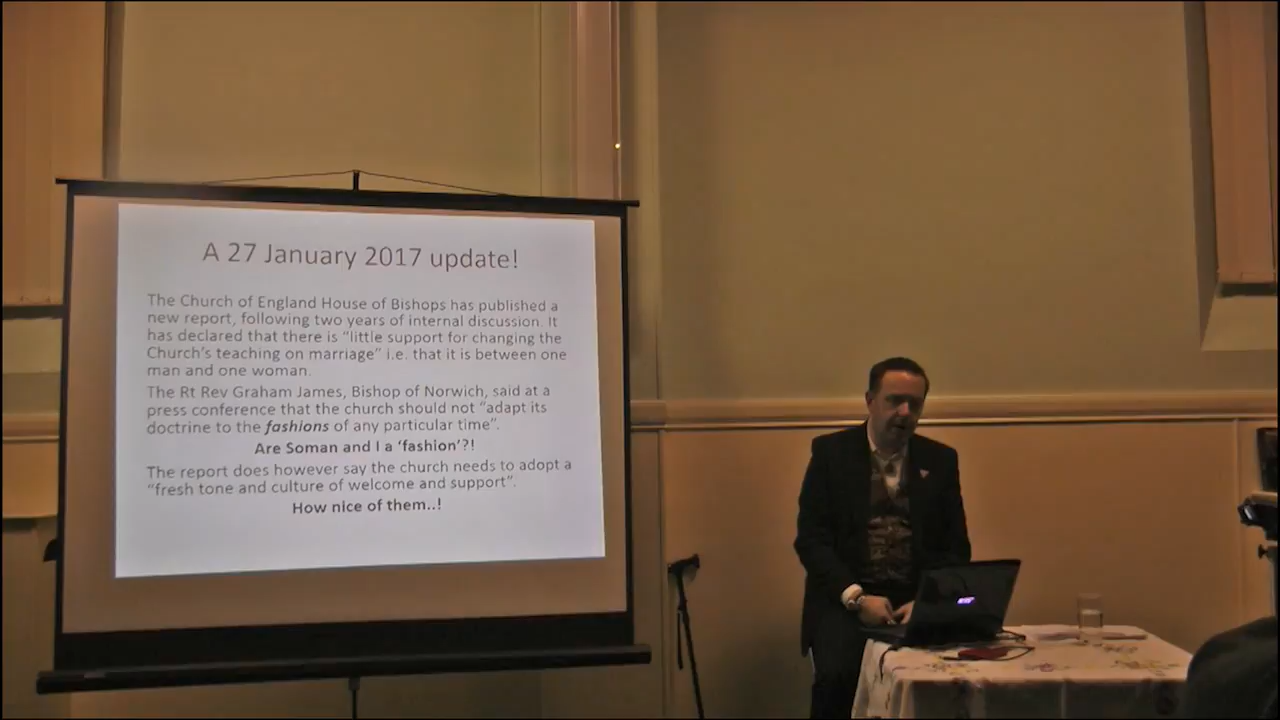 A 27 January 2017 update!
The Church of England House of Bishops has published a
new report, following two years of internal discussion. It
has declared that there is “little support for changing the
Church’s teaching on marriage” i.e. that it is between one
man and one woman.
The Rt Rev Graham James, Bishop of Norwich, said at a
press conference that the church should not “adapt its
doctrine to the fashions of any particular time”.
Are Soman and I a ‘fashion’?!
The report does however say the church needs to adopt a
“fresh tone and culture of welcome and support”.
How nice of them..!